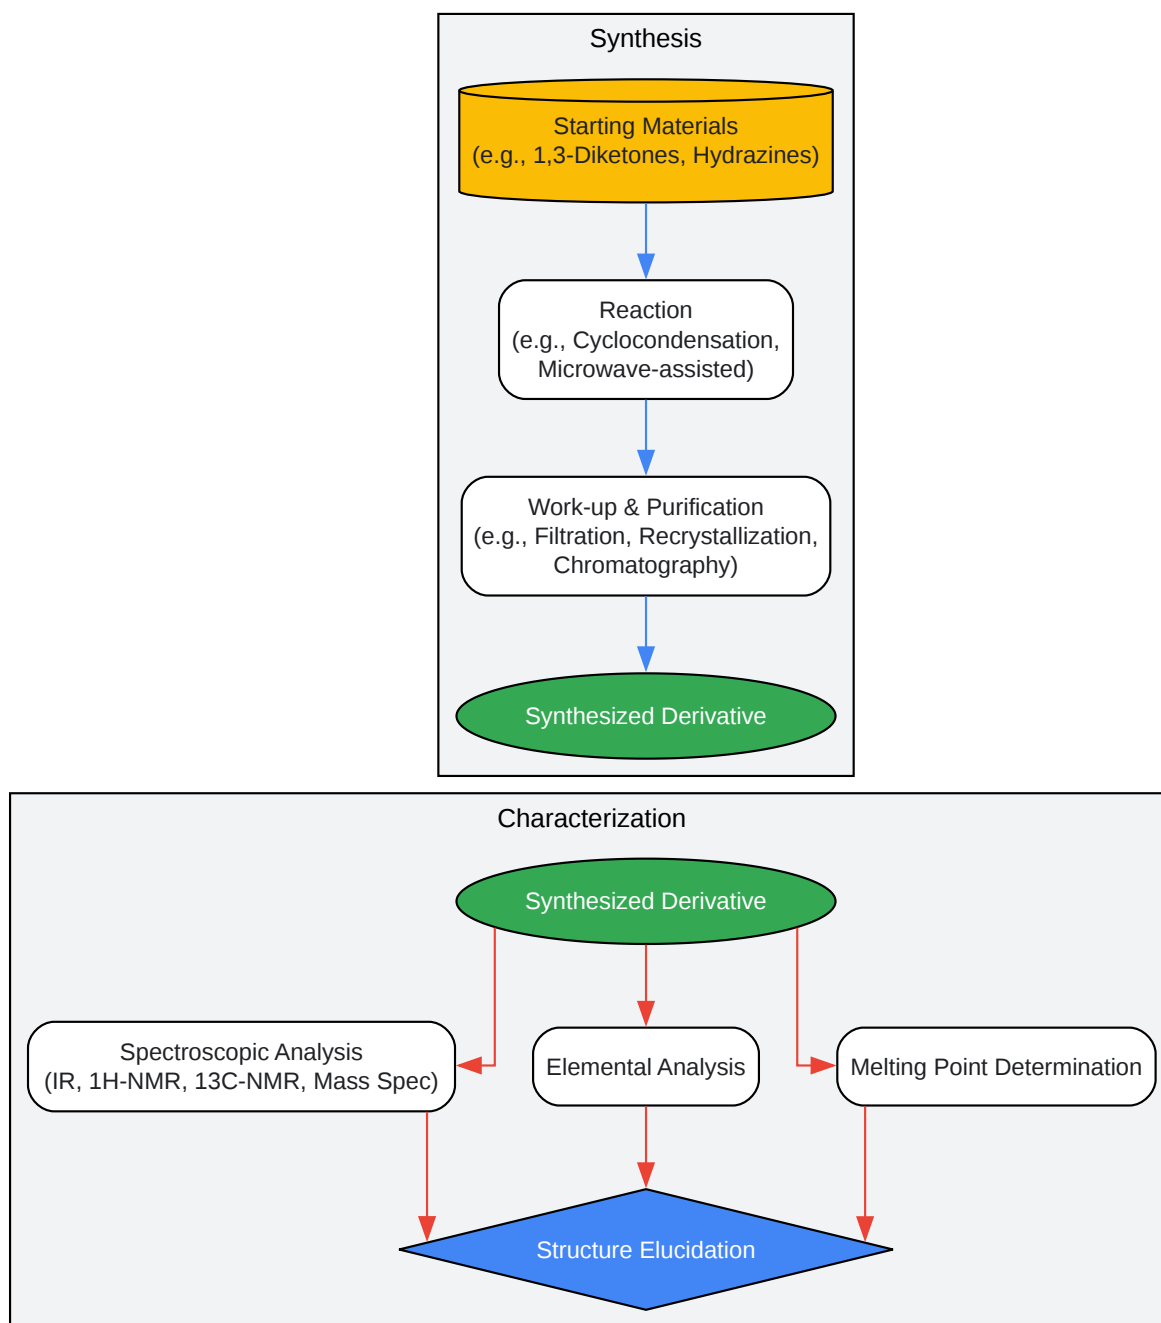 Synthesis
Starting Materials
(e.g., 1,3-Diketones, Hydrazines)
Reaction
(e.g., Cyclocondensation,
Microwave-assisted)
Work-up & Purification
(e.g., Filtration, Recrystallization,
Chromatography)
Synthesized Derivative
Characterization
Synthesized Derivative
Spectroscopic Analysis
(IR, 1H-NMR, 13C-NMR, Mass Spec)
Elemental Analysis
Melting Point Determination
Structure Elucidation